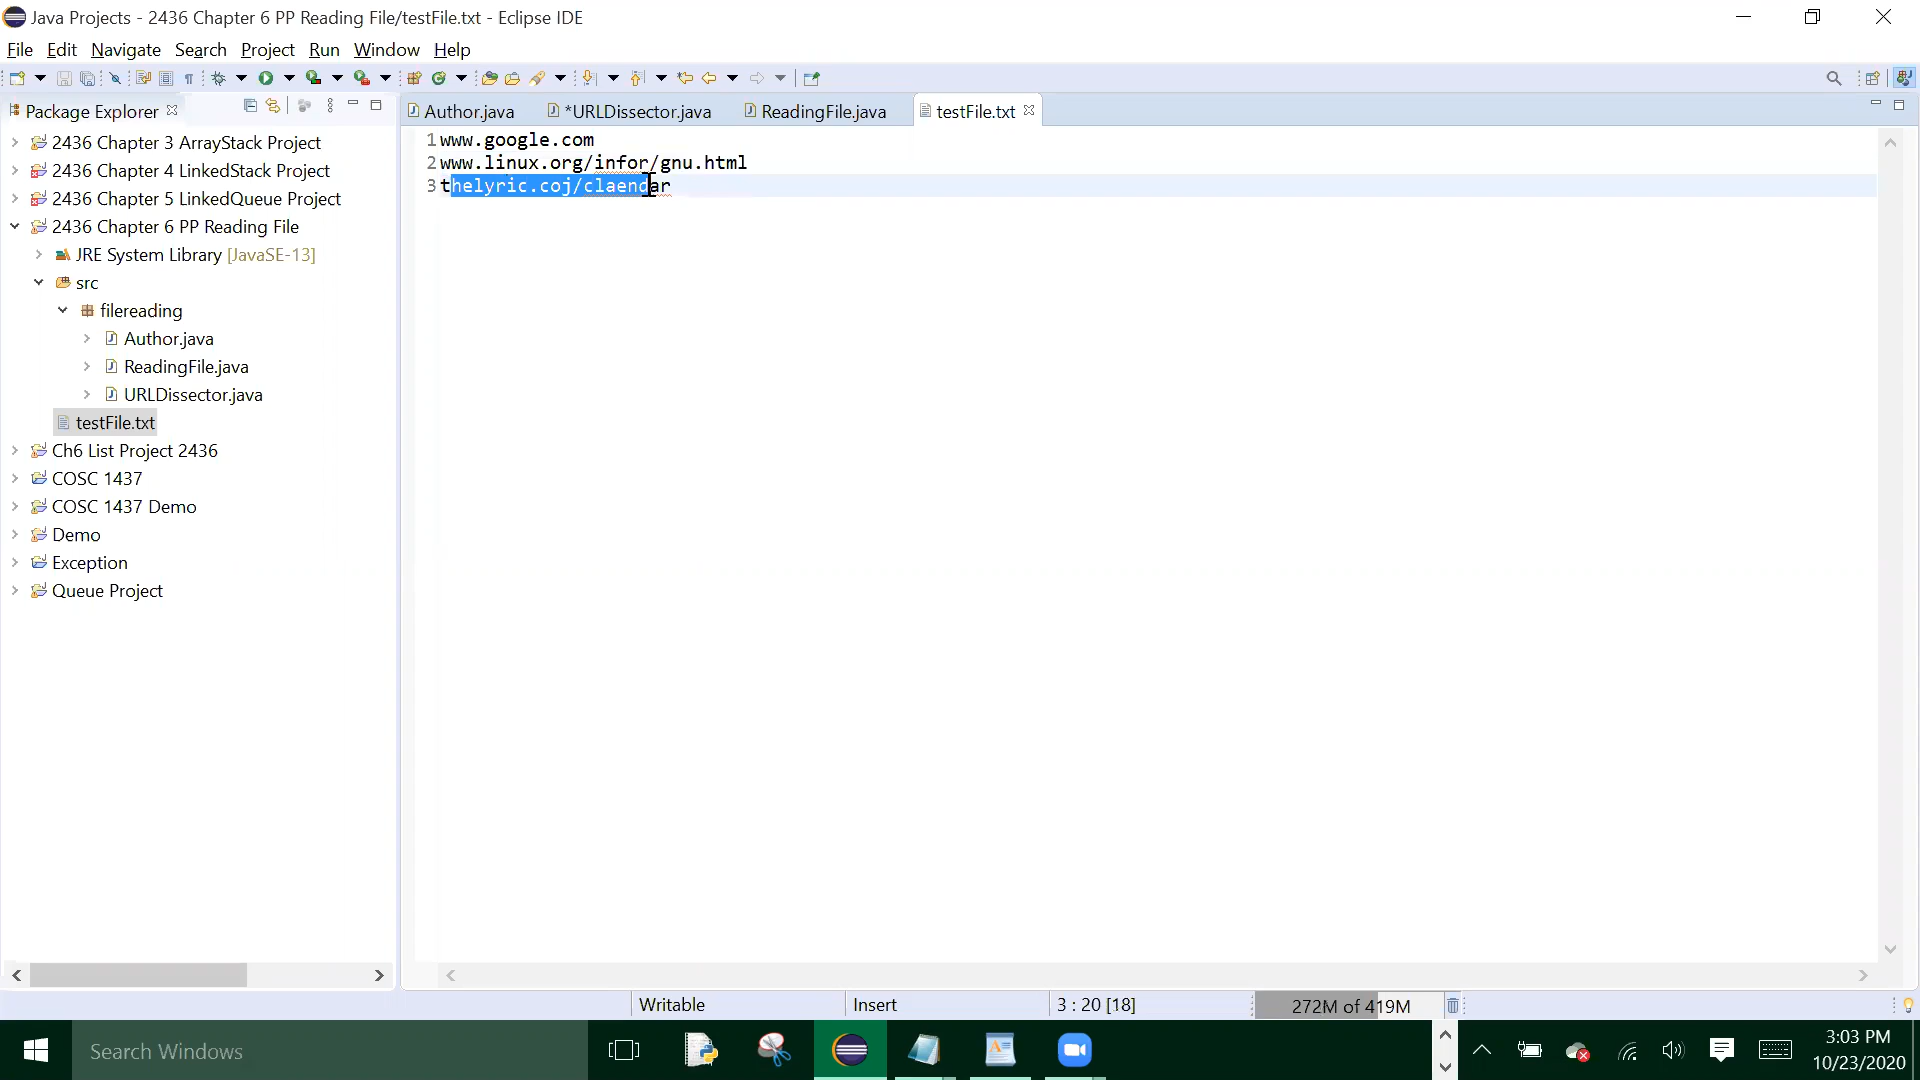 Java Projects - 2436 Chapter 6 PP Reading File/testFile.txt - Eclipse IDE
File Edit Navigate Search Project Run Window Help
Package Explorer
Author.java *URLDissector.java ReadingFile.java testFile.txt
2436 Chapter 3 ArrayStack Project
2436 Chapter 4 LinkedStack Project
2436 Chapter 5 LinkedQueue Project
2436 Chapter 6 PP Reading File
JRE System Library [JavaSE-13]
src
filereading
Author.java
ReadingFile.java
URLDissector.java
testFile.txt
Ch6 List Project 2436
COSC 1437
COSC 1437 Demo
Demo
Exception
Queue Project
1 www.google.com
2 www.linux.org/infor/gnu.html
3 thelyric.coj/claendar
Writable Insert 3 : 20 [18] 272M of 419M
Search Windows
3:03 PM
10/23/2020